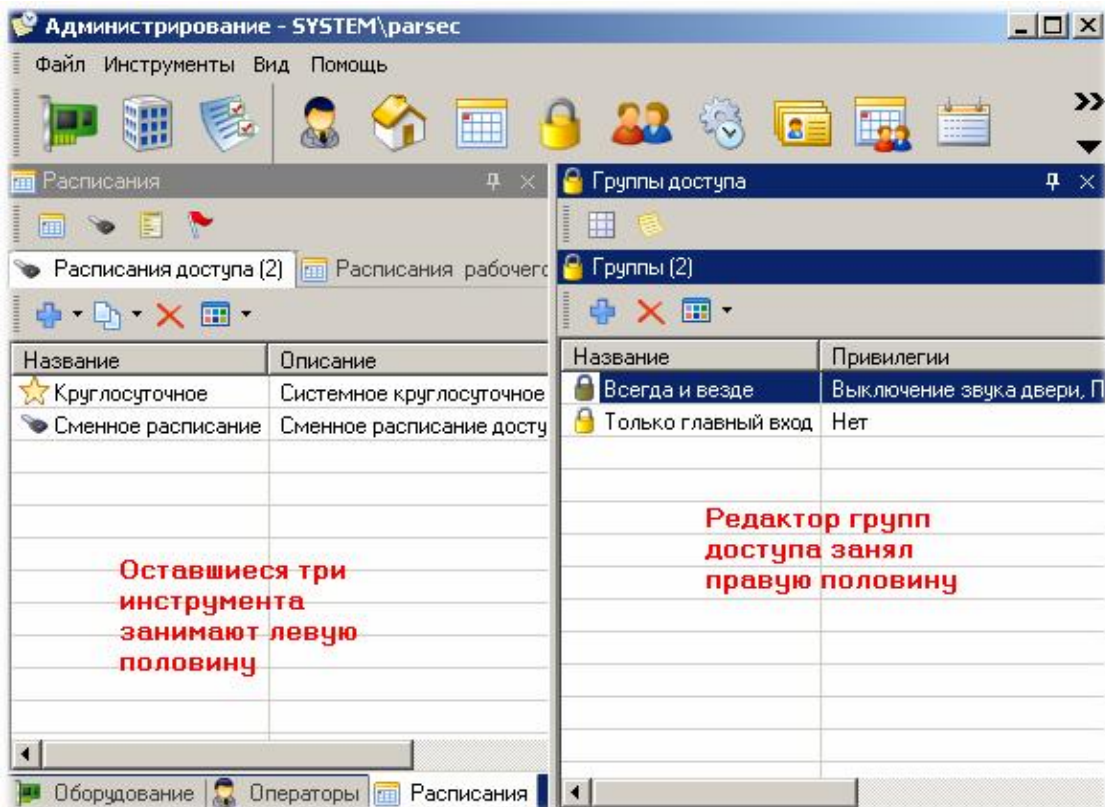 Администрирование - SYSTEM\parsec
Файл Инструменты Вид Помощь
Расписания
Группы доступа
Расписания доступа (2)
Расписания рабочего
Группы (2)
Название Описание
Круглосуточное Системное круглосуточное
Сменное расписание Сменное расписание досту
Название Привилегии
Всегда и везде Выключение звука двери, П
Только главный вход Нет
Оставшиеся три
инструмента
занимают левую
половину
Редактор групп
доступа занял
правую половину
Оборудование Операторы Расписания